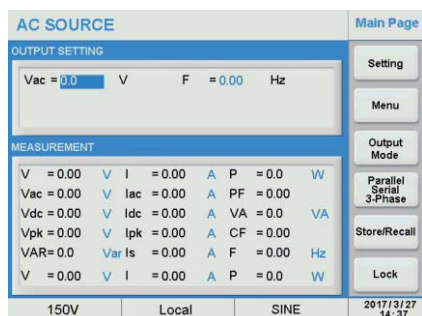 AC SOURCE
Main Page
OUTPUT SETTING
Vac = 0.0 V F = 0.00 Hz
Setting
Menu
Output
Mode
Parallel
Serial
3-Phase
Store/Recall
Lock
MEASUREMENT
V = 0.00 V I = 0.00 A P = 0.0 W
Vac = 0.00 V Iac = 0.00 A PF = 0.00
Vdc = 0.00 V Idc = 0.00 A VA = 0.0 VA
Vpk = 0.00 V Ipk = 0.00 A CF = 0.00
VAR= 0.0 Var Is = 0.00 A F = 0.00 Hz
V = 0.00 V I = 0.00 A P = 0.0 W
150V Local SINE 2017/3/27
14:37